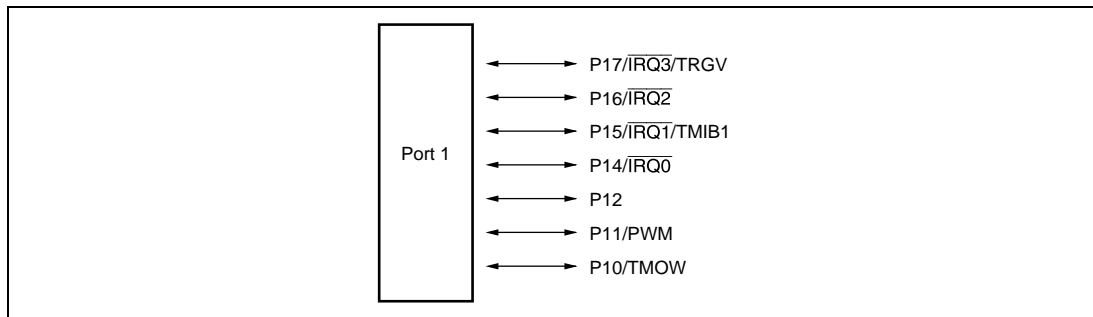 Port 1
P17/IRQ3/TRGV
P16/IRQ2
P15/IRQ1/TMIB1
P14/IRQ0
P12
P11/PWM
P10/TMOW